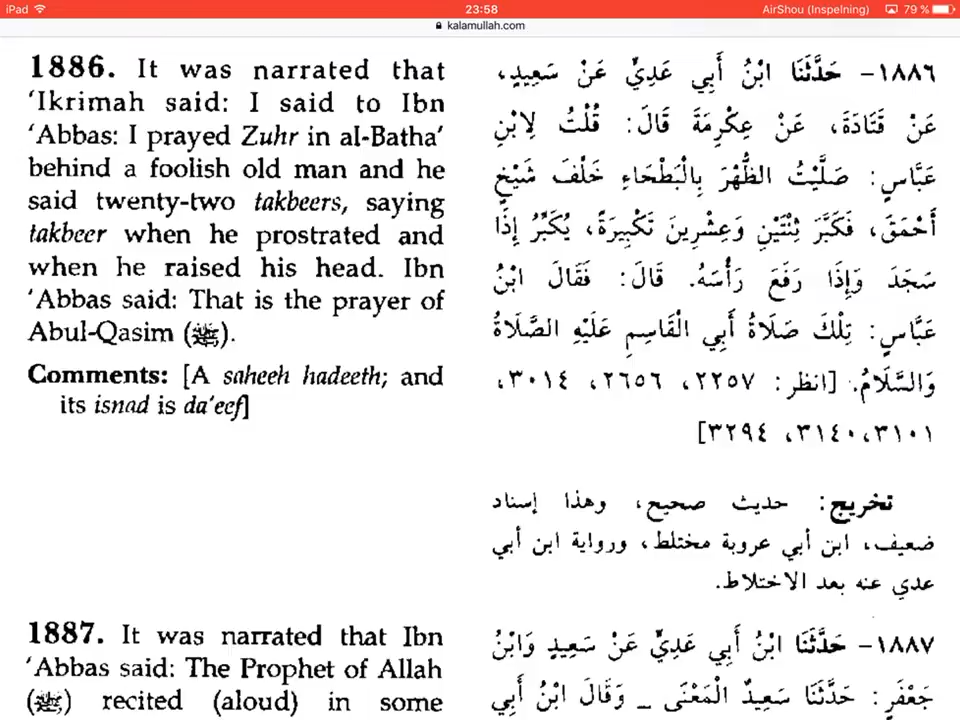 iPad 23:58 AirShou (Inspelning) 79 %
kalamullah.com
1886. It was narrated that
‘Ikrimah said: I said to Ibn
‘Abbas: I prayed Zuhr in al-Batha’
behind a foolish old man and he
said twenty-two takbeers, saying
takbeer when he prostrated and
when he raised his head. Ibn
‘Abbas said: That is the prayer of
Abul-Qasim (ﷺ).
Comments: [A saheeh hadeeth; and
its isnad is da‘eef]
1887. It was narrated that Ibn
‘Abbas said: The Prophet of Allah
(ﷺ) recited (aloud) in some
١٨٨٦- حَدَّثَنَا ابْنُ أَبِي عَدِيٍّ عَنْ سَعِيدٍ،
عَنْ قَتَادَةَ، عَنْ عِكْرِمَةَ قَالَ: قُلْتُ لِابْنِ
عَبَّاسٍ: صَلَّيْتُ الظُّهْرَ بِالْبَطْحَاءِ خَلْفَ شَيْخٍ
أَحْمَقَ، فَكَبَّرَ ثِنْتَيْنِ وَعِشْرِينَ تَكْبِيرَةً، يُكَبِّرُ إِذَا
سَجَدَ وَإِذَا رَفَعَ رَأْسَهُ. قَالَ: فَقَالَ ابْنُ
عَبَّاسٍ: تِلْكَ صَلَاةُ أَبِي الْقَاسِمِ عَلَيْهِ الصَّلَاةُ
وَالسَّلَامُ. [انظر: ٢٢٥٧، ٢٦٥٦، ٣٠١٤،
٣١٠١، ٣١٤٠، ٣٢٩٤]
تخريج: حديث صحيح، وهذا إسناد
ضعيف، ابن أبي عروبة مختلط، ورواية ابن أبي
عدي عنه بعد الاختلاط.
١٨٨٧- حَدَّثَنَا ابْنُ أَبِي عَدِيٍّ عَنْ سَعِيدٍ وَابْنُ
جَعْفَرٍ: حَدَّثَنَا سَعِيدٌ الْمَعْنَى _ وَقَالَ ابْنُ أَبِي